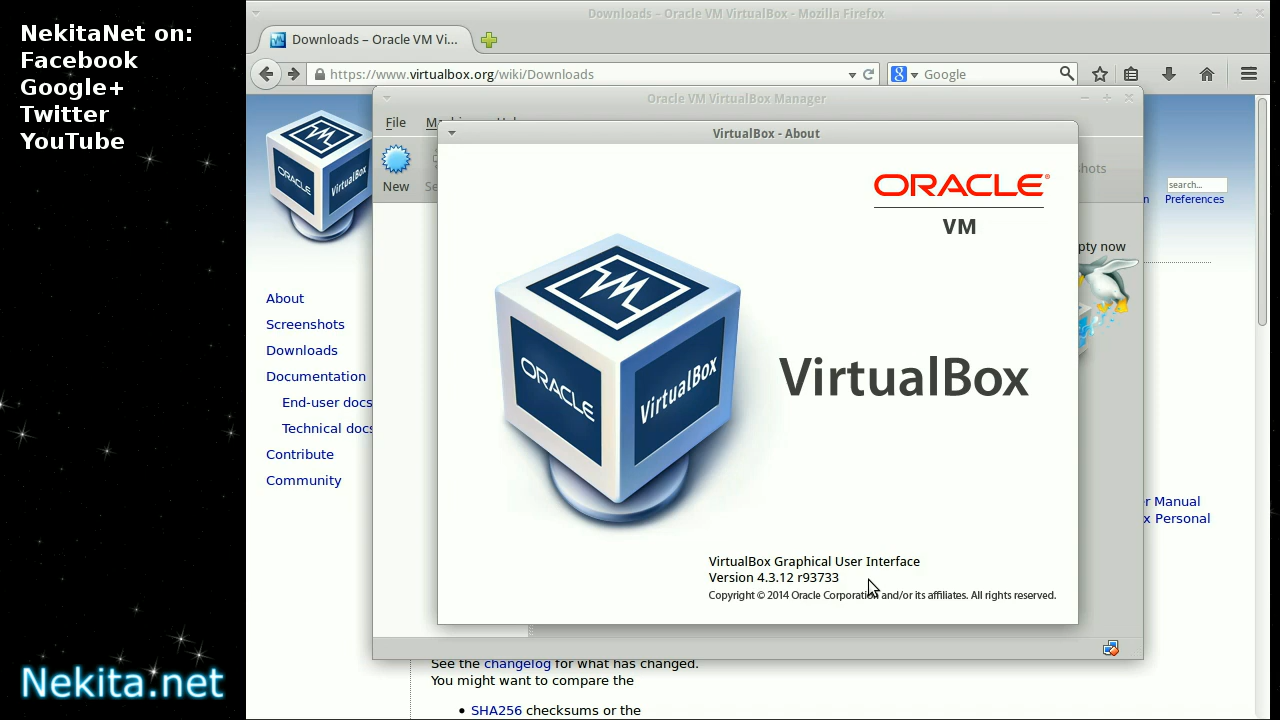 NekitaNet on:
Facebook
Google+
Twitter
YouTube
Nekita.net
Downloads – Oracle VM VirtualBox - Mozilla Firefox
Downloads – Oracle VM Vi...
https://www.virtualbox.org/wiki/Downloads
Google
ORACLE
VirtualBox
search...
Preferences
About
Screenshots
Downloads
Documentation
End-user docs
Technical docs
Contribute
Community
Oracle VM VirtualBox Manager
File
New
VirtualBox - About
ORACLE®
VM
ORACLE
VirtualBox
VirtualBox
VirtualBox Graphical User Interface
Version 4.3.12 r93733
Copyright © 2014 Oracle Corporation and/or its affiliates. All rights reserved.
now
Manual
Personal
See the changelog for what has changed.
You might want to compare the
• SHA256 checksums or the